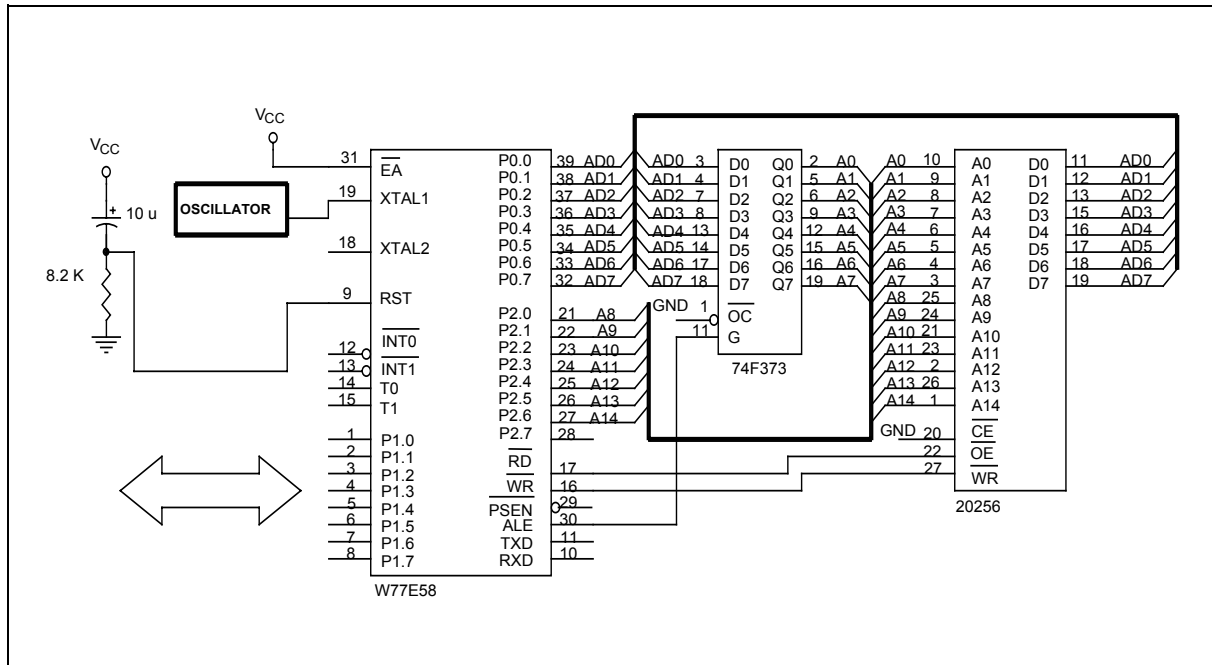 VCC
VCC
10 u
8.2 K
OSCILLATOR
31 EA
19 XTAL1
18 XTAL2
9 RST
12 INT0
13 INT1
14 T0
15 T1
1 P1.0
2 P1.1
3 P1.2
4 P1.3
5 P1.4
6 P1.5
7 P1.6
8 P1.7
P0.0 39 AD0
P0.1 38 AD1
P0.2 37 AD2
P0.3 36 AD3
P0.4 35 AD4
P0.5 34 AD5
P0.6 33 AD6
P0.7 32 AD7
P2.0 21 A8
P2.1 22 A9
P2.2 23 A10
P2.3 24 A11
P2.4 25 A12
P2.5 26 A13
P2.6 27 A14
P2.7 28
RD 17
WR 16
PSEN 29
ALE 30
TXD 11
RXD 10
W77E58
AD0 3 D0 Q0 2 A0
AD1 4 D1 Q1 5 A1
AD2 7 D2 Q2 6 A2
AD3 8 D3 Q3 9 A3
AD4 13 D4 Q4 12 A4
AD5 14 D5 Q5 15 A5
AD6 17 D6 Q6 16 A6
AD7 18 D7 Q7 19 A7
GND 1 OC
11 G
74F373
A0 10 A0 D0 11 AD0
A1 9 A1 D1 12 AD1
A2 8 A2 D2 13 AD2
A3 7 A3 D3 15 AD3
A4 6 A4 D4 16 AD4
A5 5 A5 D5 17 AD5
A6 4 A6 D6 18 AD6
A7 3 A7 D7 19 AD7
A8 25 A8
A9 24 A9
A10 21 A10
A11 23 A11
A12 2 A12
A13 26 A13
A14 1 A14
GND 20 CE
22 OE
27 WR
20256